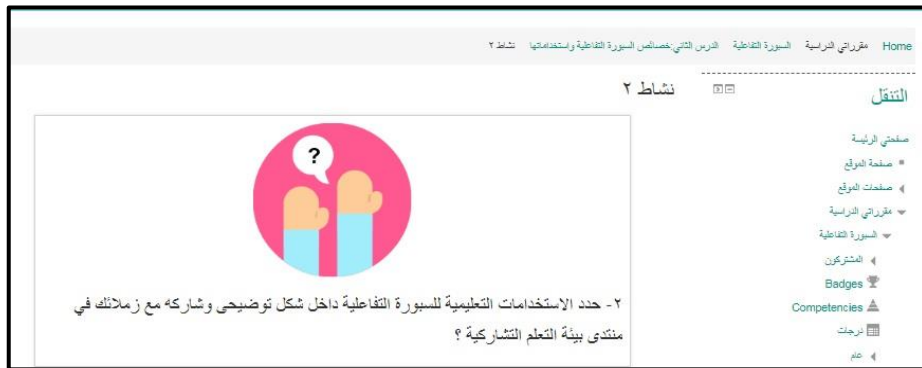 Home مقرراتي الدراسية السبورة التفاعلية الدرس الثاني:خصائص السبورة التفاعلية واستخداماتها نشاط ٢
التنقل
صفحتي الرئيسة
صفحة الموقع
صفحات الموقع
مقرراتي الدراسية
السبورة التفاعلية
المشتركون
Badges
Competencies
درجات
عام
نشاط ٢
?
٢- حدد الاستخدامات التعليمية للسبورة التفاعلية داخل شكل توضيحى وشاركه مع زملائك في
منتدى بيئة التعلم التشاركية ؟